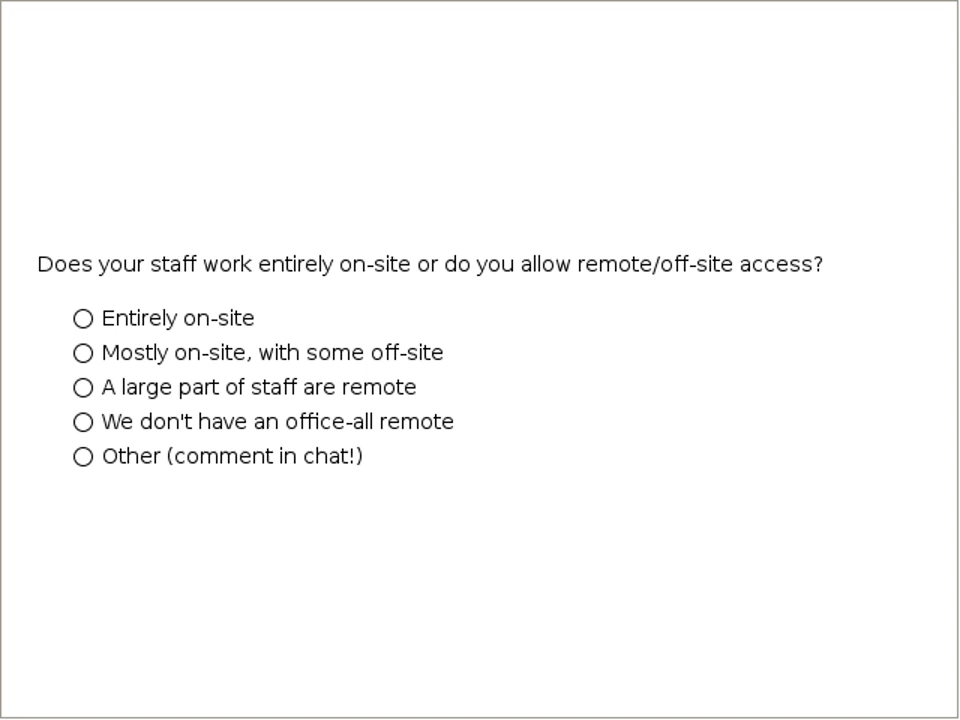 Does your staff work entirely on-site or do you allow remote/off-site access?
Entirely on-site
Mostly on-site, with some off-site
A large part of staff are remote
We don't have an office-all remote
Other (comment in chat!)